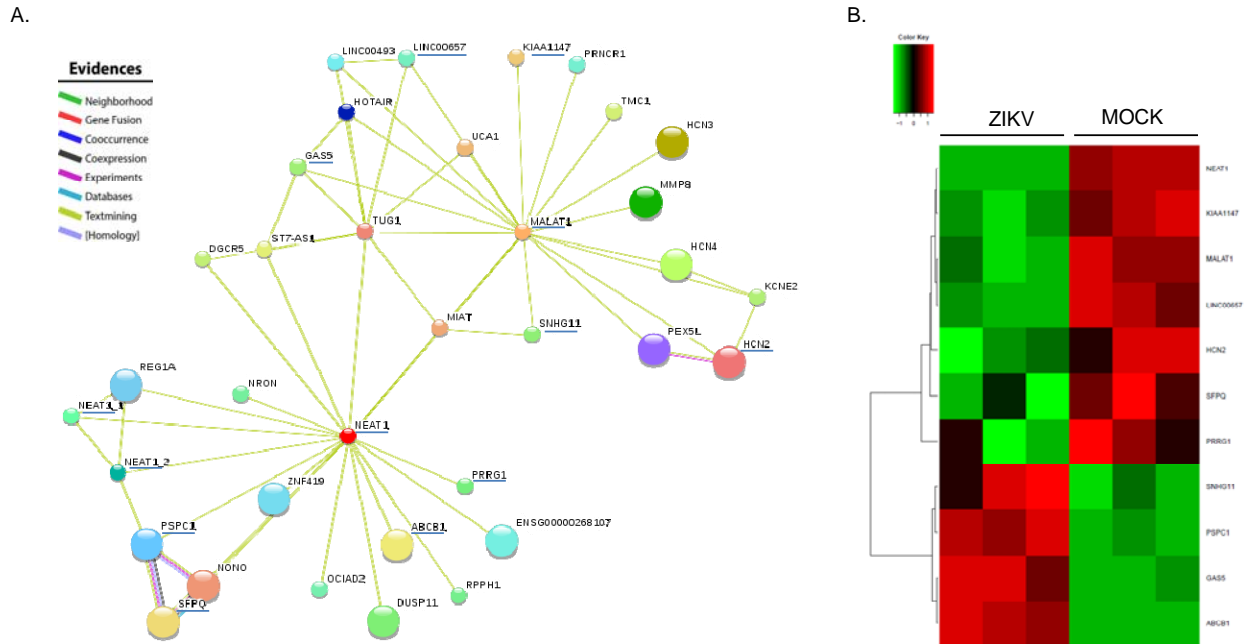 A.
B.
Evidences
Neighborhood
Gene Fusion
Cooccurrence
Coexpression
Experiments
Databases
Textmining
[Homology]
LINC00493
LINC00657
KIAA1147
PRNCR1
HOTAIR
TMC1
HCN3
UCA1
GAS5
MMP8
TUG1
MALAT1
DGCR5
ST7-AS1
HCN4
KCNE2
MIAT
SNHG11
PEX5L
HCN2
REG1A
NRON
NEAT1_1
NEAT1
NEAT1_2
ZNF419
PRRG1
PSPC1
ABCB1
ENSG00000268107
NONO
OCIAD2
RPPH1
SFPQ
DUSP11
Color Key
-1 0 1
ZIKV MOCK
NEAT1
KIAA1147
MALAT1
LINC00657
HCN2
SFPQ
PRRG1
SNHG11
PSPC1
GAS5
ABCB1